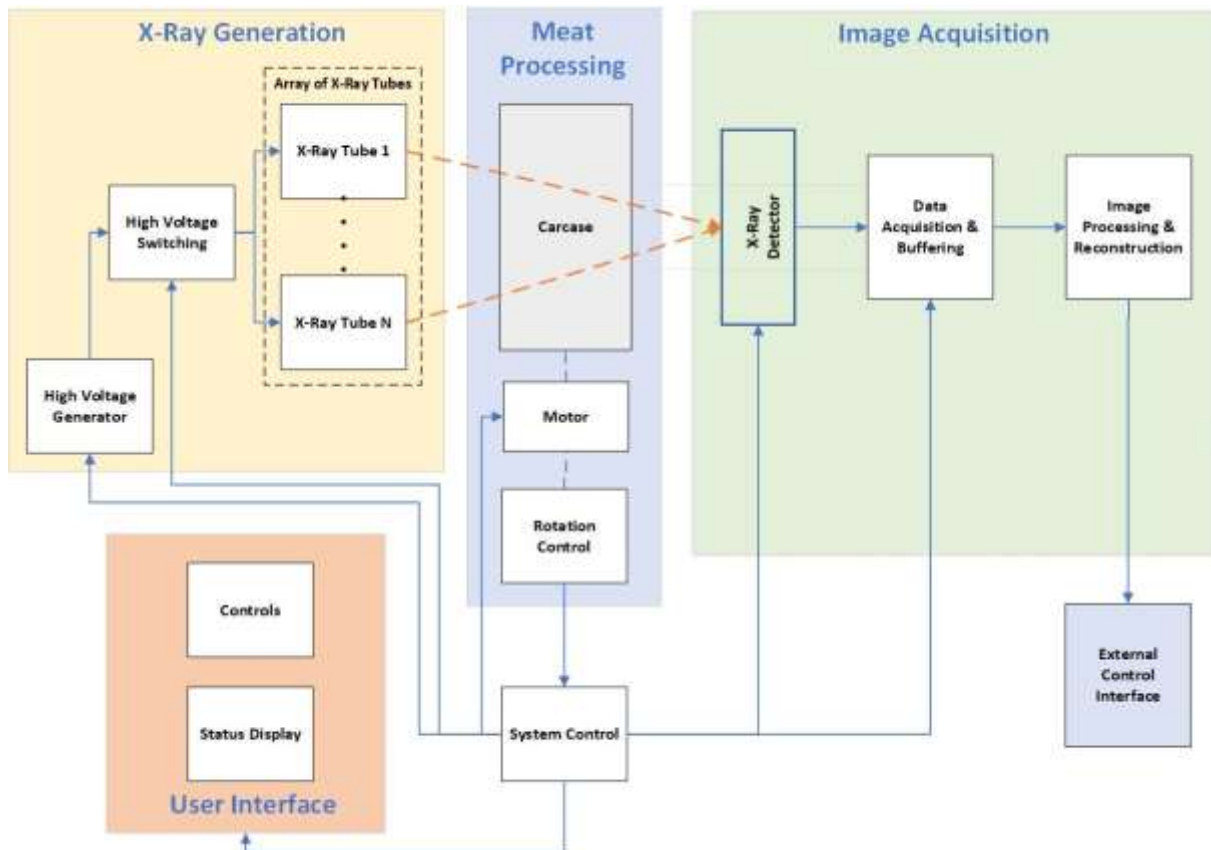 X-Ray Generation
Array of X-Ray Tubes
X-Ray Tube 1
X-Ray Tube N
High Voltage
Switching
High Voltage
Generator
Meat
Processing
Carcase
Motor
Rotation
Control
Image Acquisition
X-Ray
Detector
Data
Acquisition &
Buffering
Image
Processing &
Reconstruction
External
Control
Interface
Controls
Status Display
User Interface
System Control